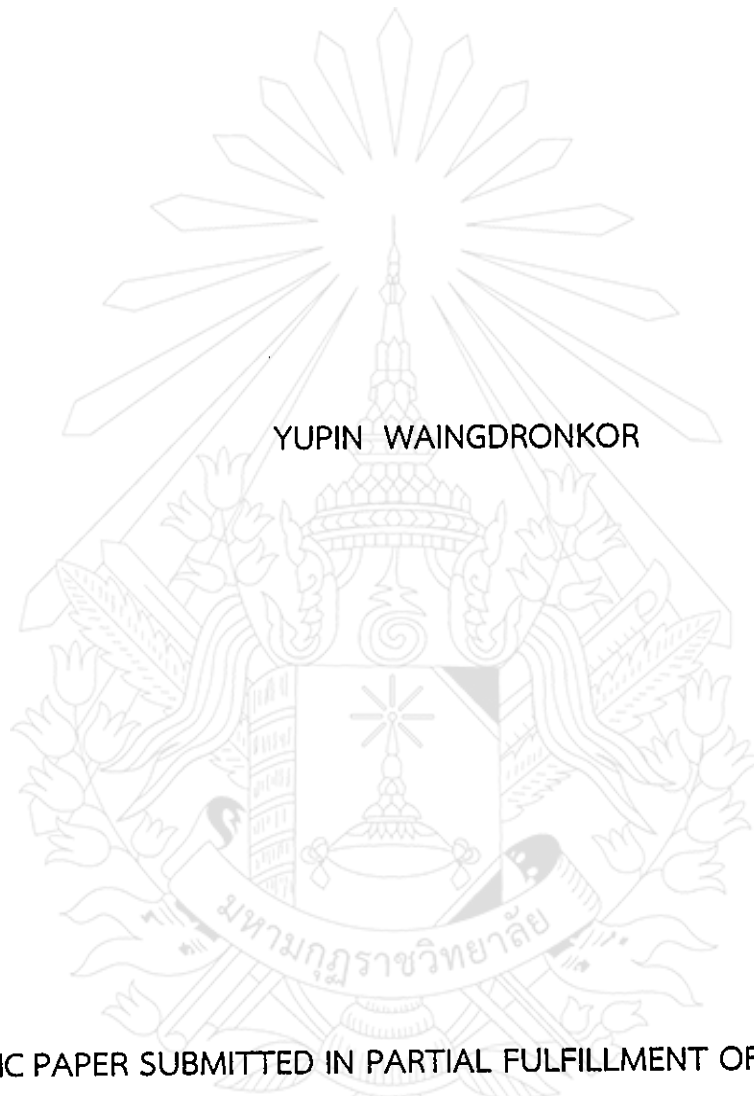 YUPIN WAINGDRONKOR
มหามกุฏราชวิทยาลัย
IC PAPER SUBMITTED IN PARTIAL FULFILLMENT OF